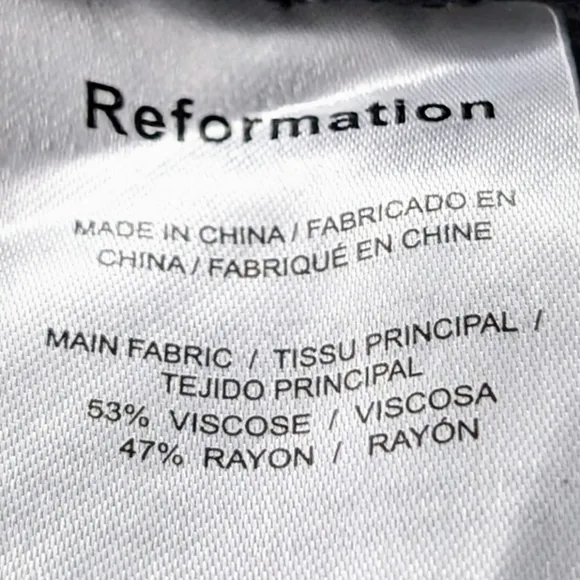 Reformation
MADE IN CHINA / FABRICADO EN
CHINA / FABRIQUÉ EN CHINE
MAIN FABRIC / TISSU PRINCIPAL /
TEJIDO PRINCIPAL
53% VISCOSE / VISCOSA
47% RAYON / RAYÓN